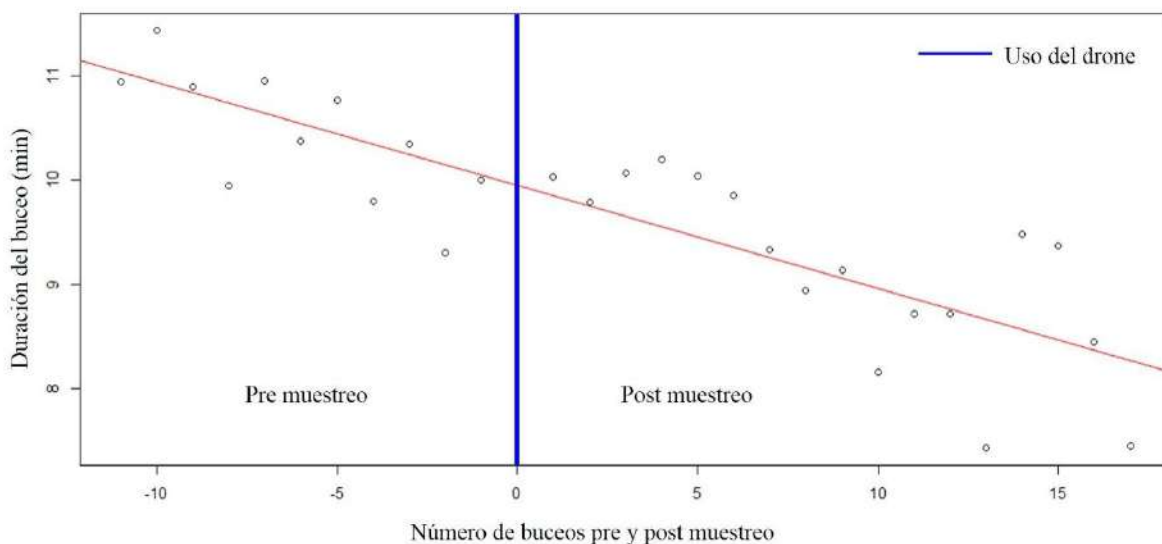 Uso del drone
Duración del buceo (min)
11
10
9
8
Pre muestreo
Post muestreo
-10
-5
0
5
10
15
Número de buceos pre y post muestreo